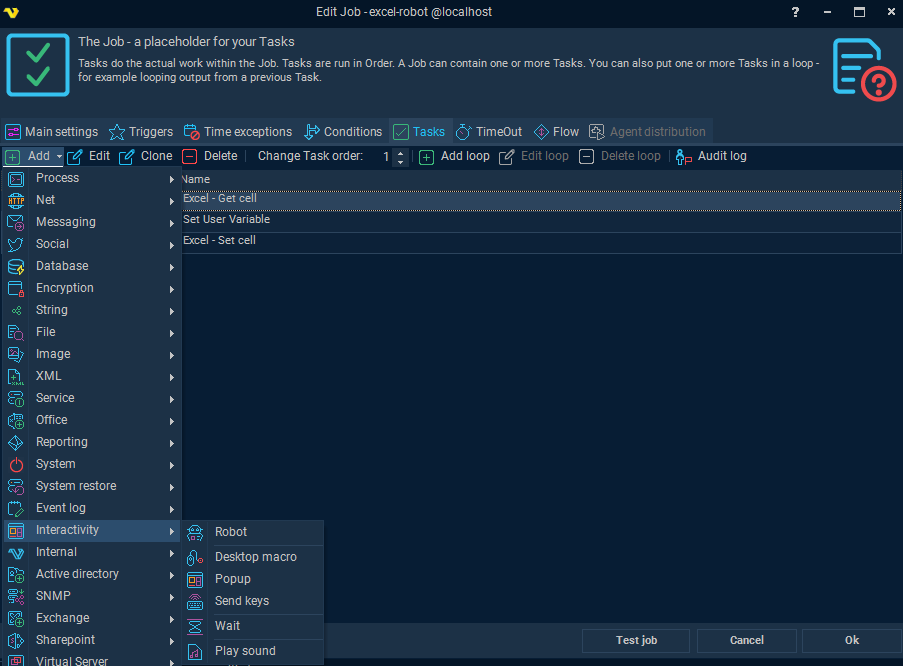 Edit Job - excel-robot @localhost
The Job - a placeholder for your Tasks
Tasks do the actual work within the Job. Tasks are run in Order. A Job can contain one or more Tasks. You can also put one or more Tasks in a loop -
for example looping output from a previous Task.
Main settings Triggers Time exceptions Conditions Tasks TimeOut Flow Agent distribution
Add Edit Clone Delete Change Task order: 1 Add loop Edit loop Delete loop Audit log
Name
Excel - Get cell
Set User Variable
Excel - Set cell
Process
Net
Messaging
Social
Database
Encryption
String
File
Image
XML
Service
Office
Reporting
System
System restore
Event log
Interactivity
Internal
Active directory
SNMP
Exchange
Sharepoint
Virtual Server
Robot
Desktop macro
Popup
Send keys
Wait
Play sound
Test job Cancel Ok